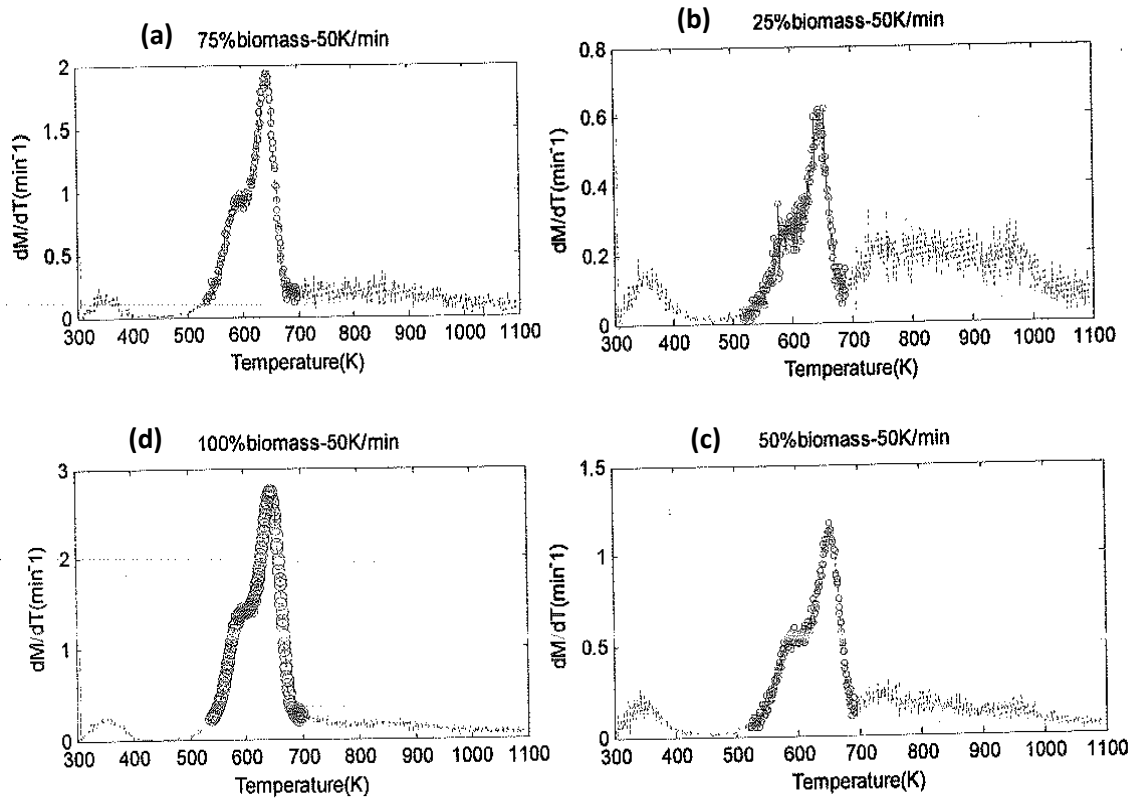 (a) 75%biomass-50K/min
2
1.5
1
0.5
0
dM/dT(min⁻¹)
300 400 500 600 700 800 900 1000 1100
Temperature(K)
(b) 25%biomass-50K/min
0.8
0.6
0.4
0.2
0
dM/dT(min⁻¹)
300 400 500 600 700 800 900 1000 1100
Temperature(K)
(d) 100%biomass-50K/min
3
2
1
0
dM/dT(min⁻¹)
300 400 500 600 700 800 900 1000 1100
Temperature(K)
(c) 50%biomass-50K/min
1.5
1
0.5
0
dM/dT(min⁻¹)
300 400 500 600 700 800 900 1000 1100
Temperature(K)